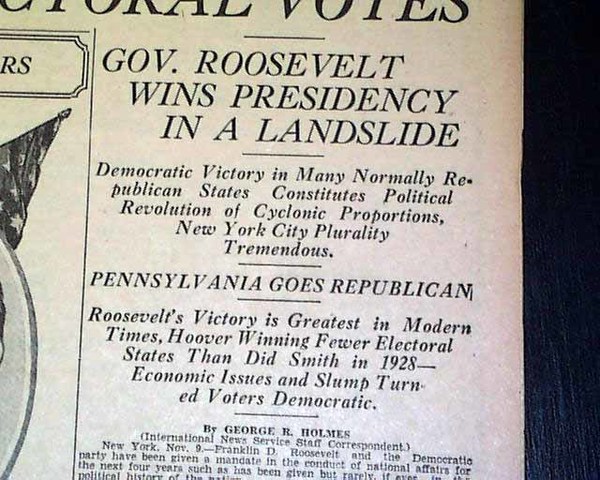 CTORAL VOTES
RS
GOV. ROOSEVELT
WINS PRESIDENCY
IN A LANDSLIDE
Democratic Victory in Many Normally Re-
publican States Constitutes Political
Revolution of Cyclonic Proportions,
New York City Plurality
Tremendous.
PENNSYLVANIA GOES REPUBLICAN
Roosevelt's Victory is Greatest in Modern
Times, Hoover Winning Fewer Electoral
States Than Did Smith in 1928—
Economic Issues and Slump Turn-
ed Voters Democratic.
By GEORGE R. HOLMES
(International News Service Staff Correspondent.)
New York, Nov. 9.—Franklin D. Roosevelt and the Democratic
party have been given a mandate in the conduct of national affairs for
the next four years such as has been given but rarely, if ever, in the
political history of the nation